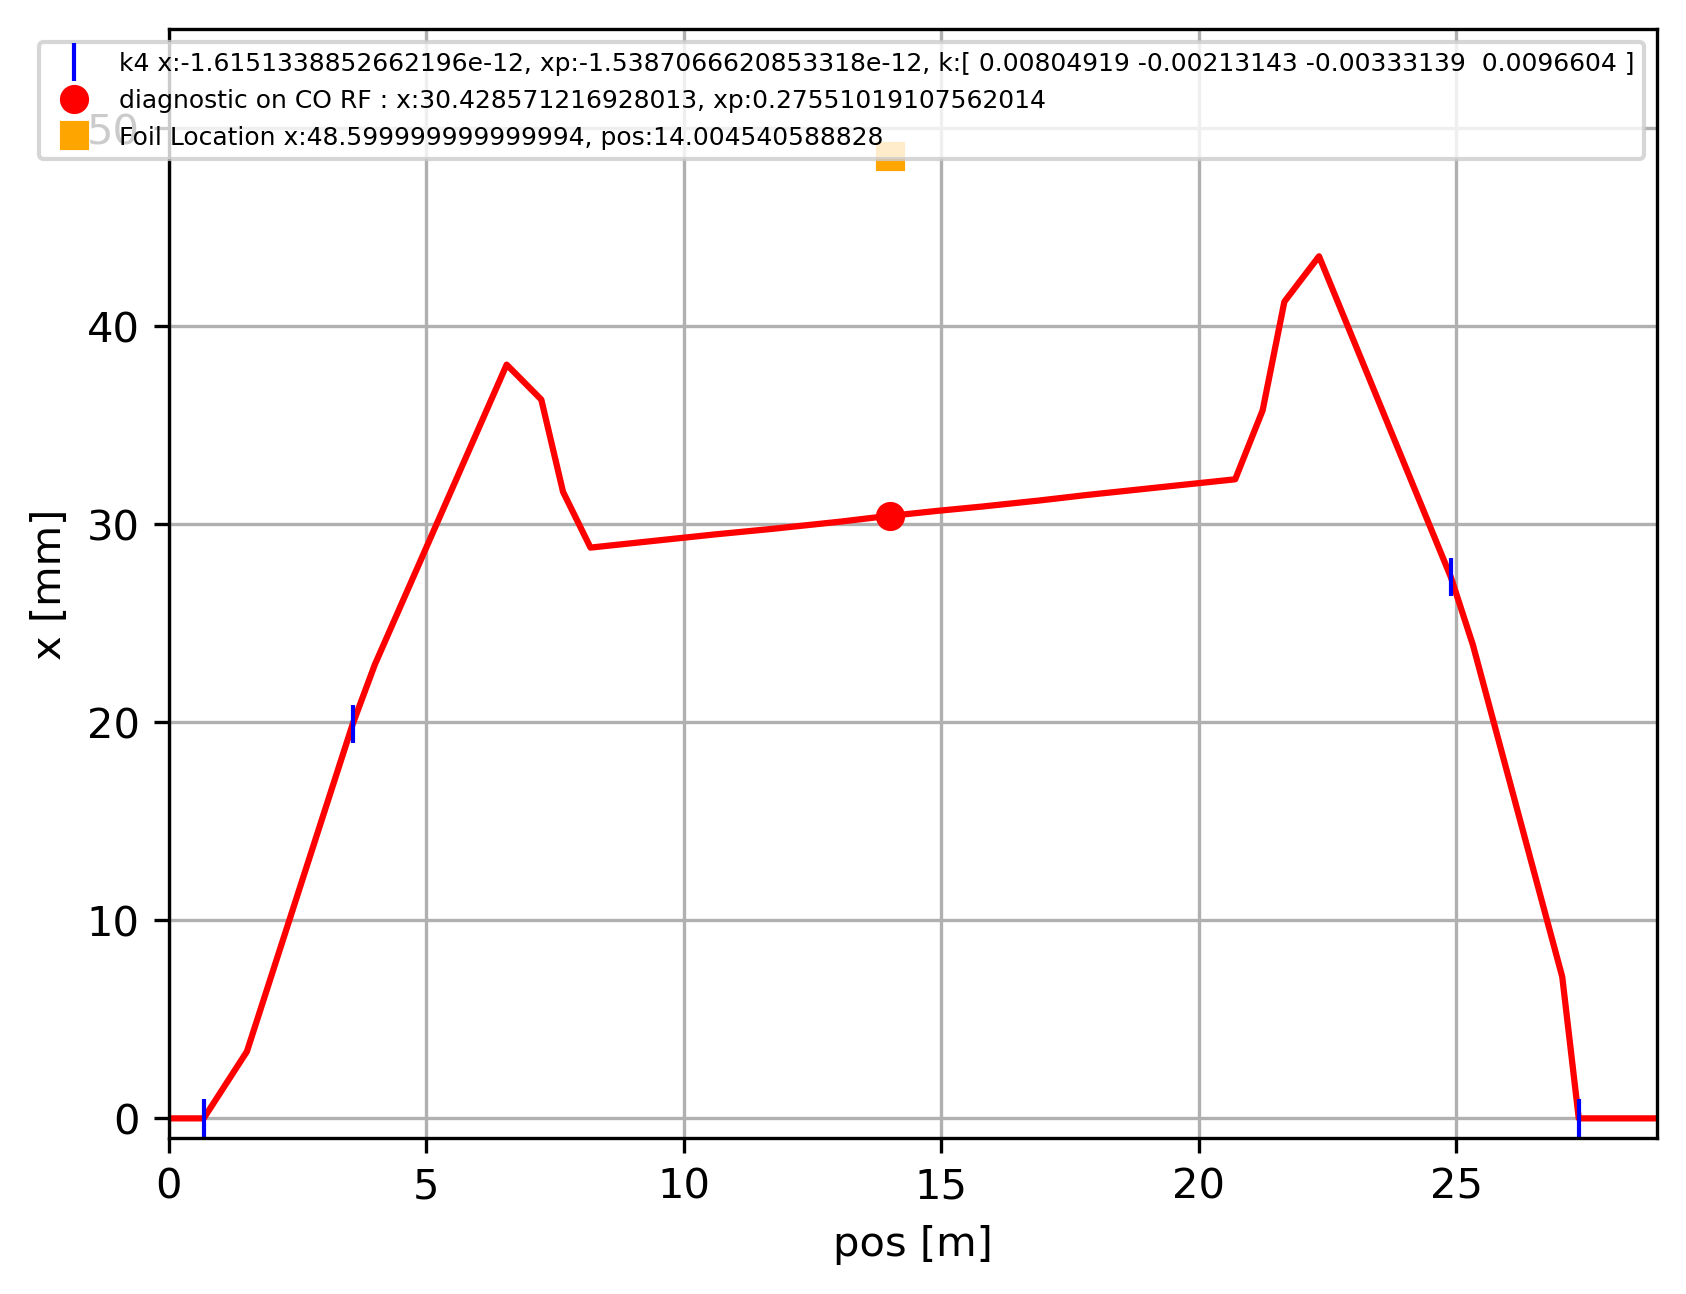 k4 x:-1.6151338852662196e-12, xp:-1.5387066620853318e-12, k:[ 0.00804919 -0.00213143 -0.00333139  0.0096604 ]
diagnostic on CO RF : x:30.428571216928013, xp:0.27551019107562014
Foil Location x:48.599999999999994, pos:14.004540588828
50
40
30
20
10
0
x [mm]
0 5 10 15 20 25
pos [m]